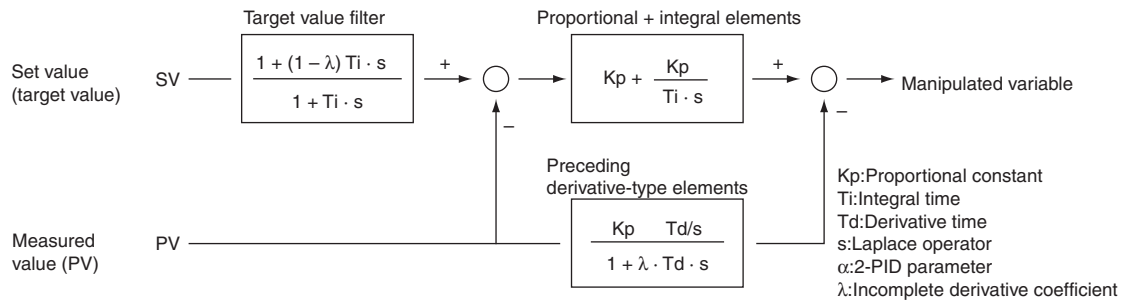 Target value filter
Proportional + integral elements
Set value
(target value)
SV
1 + (1 – λ) Ti · s
1 + Ti · s
+
–
Kp + Kp
Ti · s
+
–
Manipulated variable
Preceding
derivative-type elements
Measured
value (PV)
PV
Kp Td/s
1 + λ · Td · s
Kp:Proportional constant
Ti:Integral time
Td:Derivative time
s:Laplace operator
α:2-PID parameter
λ:Incomplete derivative coefficient